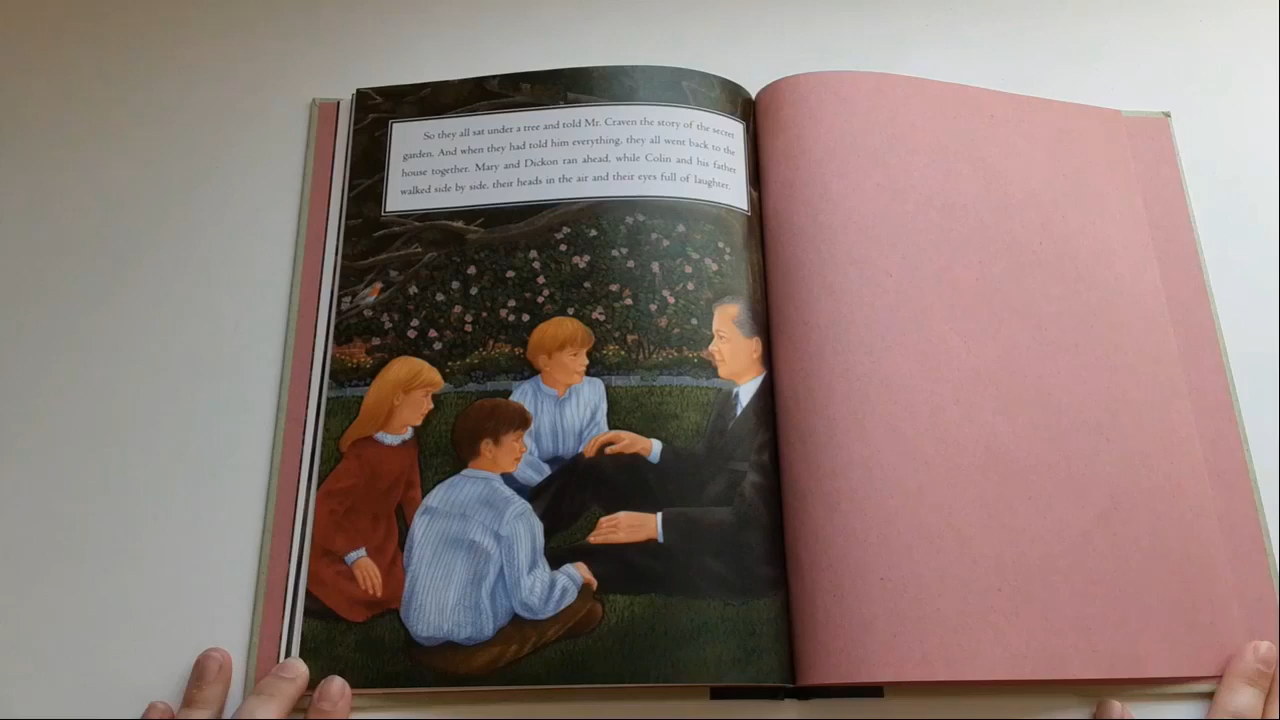 So they all sat under a tree and told Mr. Craven the story of the secret
garden. And when they had told him everything, they all went back to the
house together. Mary and Dickon ran ahead, while Colin and his father
walked side by side, their heads in the air and their eyes full of laughter.